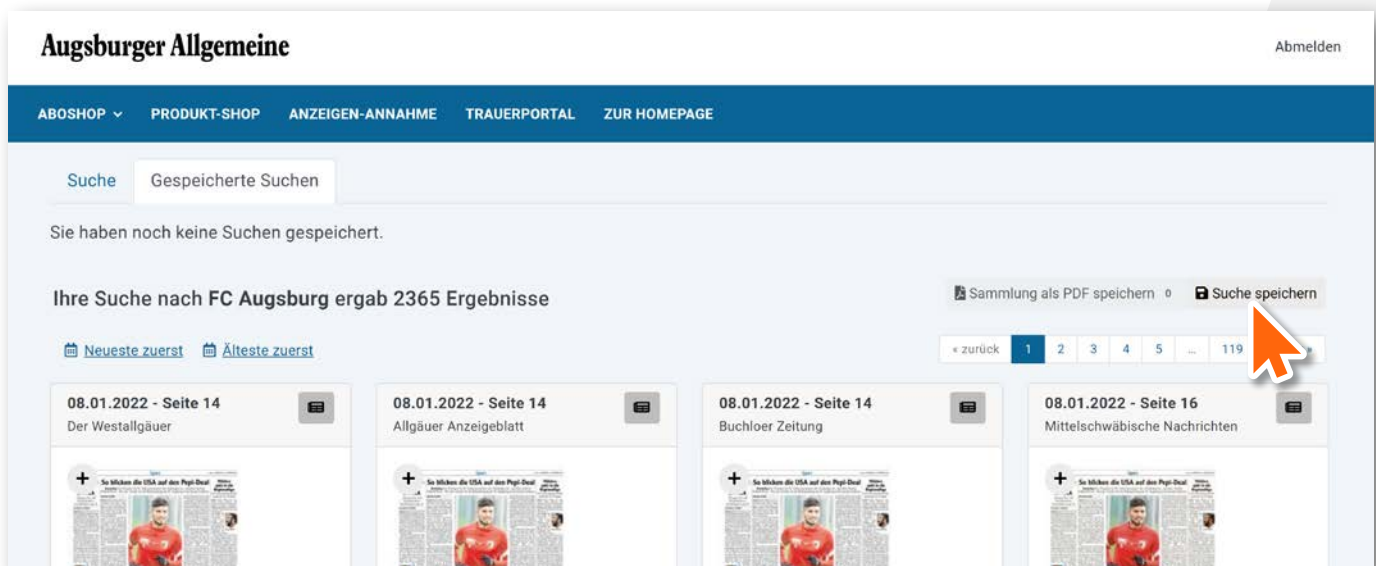 Augsburger Allgemeine
Abmelden
ABOSHOP PRODUKT-SHOP ANZEIGEN-ANNAHME TRAUERPORTAL ZUR HOMEPAGE
Suche Gespeicherte Suchen
Sie haben noch keine Suchen gespeichert.
Ihre Suche nach FC Augsburg ergab 2365 Ergebnisse
Sammlung als PDF speichern 0 Suche speichern
Neueste zuerst Älteste zuerst
« zurück 1 2 3 4 5 ... 119 »
08.01.2022 - Seite 14
Der Westallgäuer
08.01.2022 - Seite 14
Allgäuer Anzeigeblatt
08.01.2022 - Seite 14
Buchloer Zeitung
08.01.2022 - Seite 16
Mittelschwäbische Nachrichten
So blicken die USA auf den Pepi-Deal
So blicken die USA auf den Pepi-Deal
So blicken die USA auf den Pepi-Deal
So blicken die USA auf den Pepi-Deal